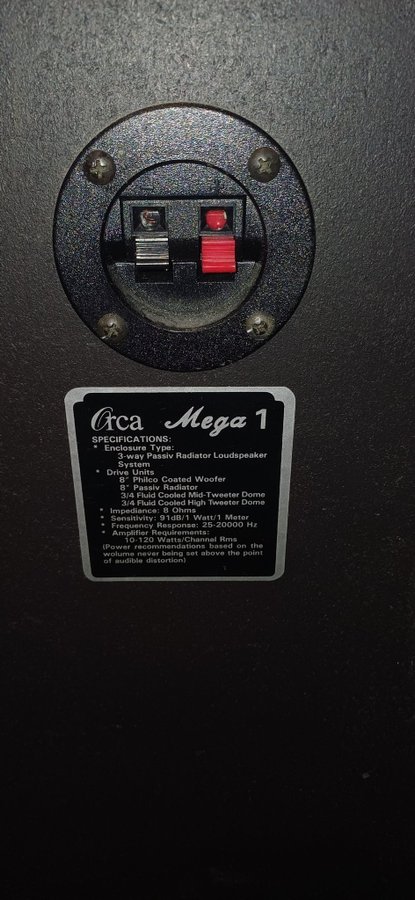 Orca Mega 1
SPECIFICATIONS:
* Enclosure Type:
3-way Passiv Radiator Loudspeaker
System
* Drive Units
8" Philco Coated Woofer
8" Passiv Radiator
3/4 Fluid Cooled Mid-Tweeter Dome
3/4 Fluid Cooled High Tweeter Dome
* Impediance: 8 Ohms
* Sensitivity: 91dB/1 Watt/1 Meter
* Frequency Response: 25-20000 Hz
* Amplifier Requirements:
10-120 Watts/Channel Rms
(Power recommendations based on the
wolume never being set above the point
of audible distortion)